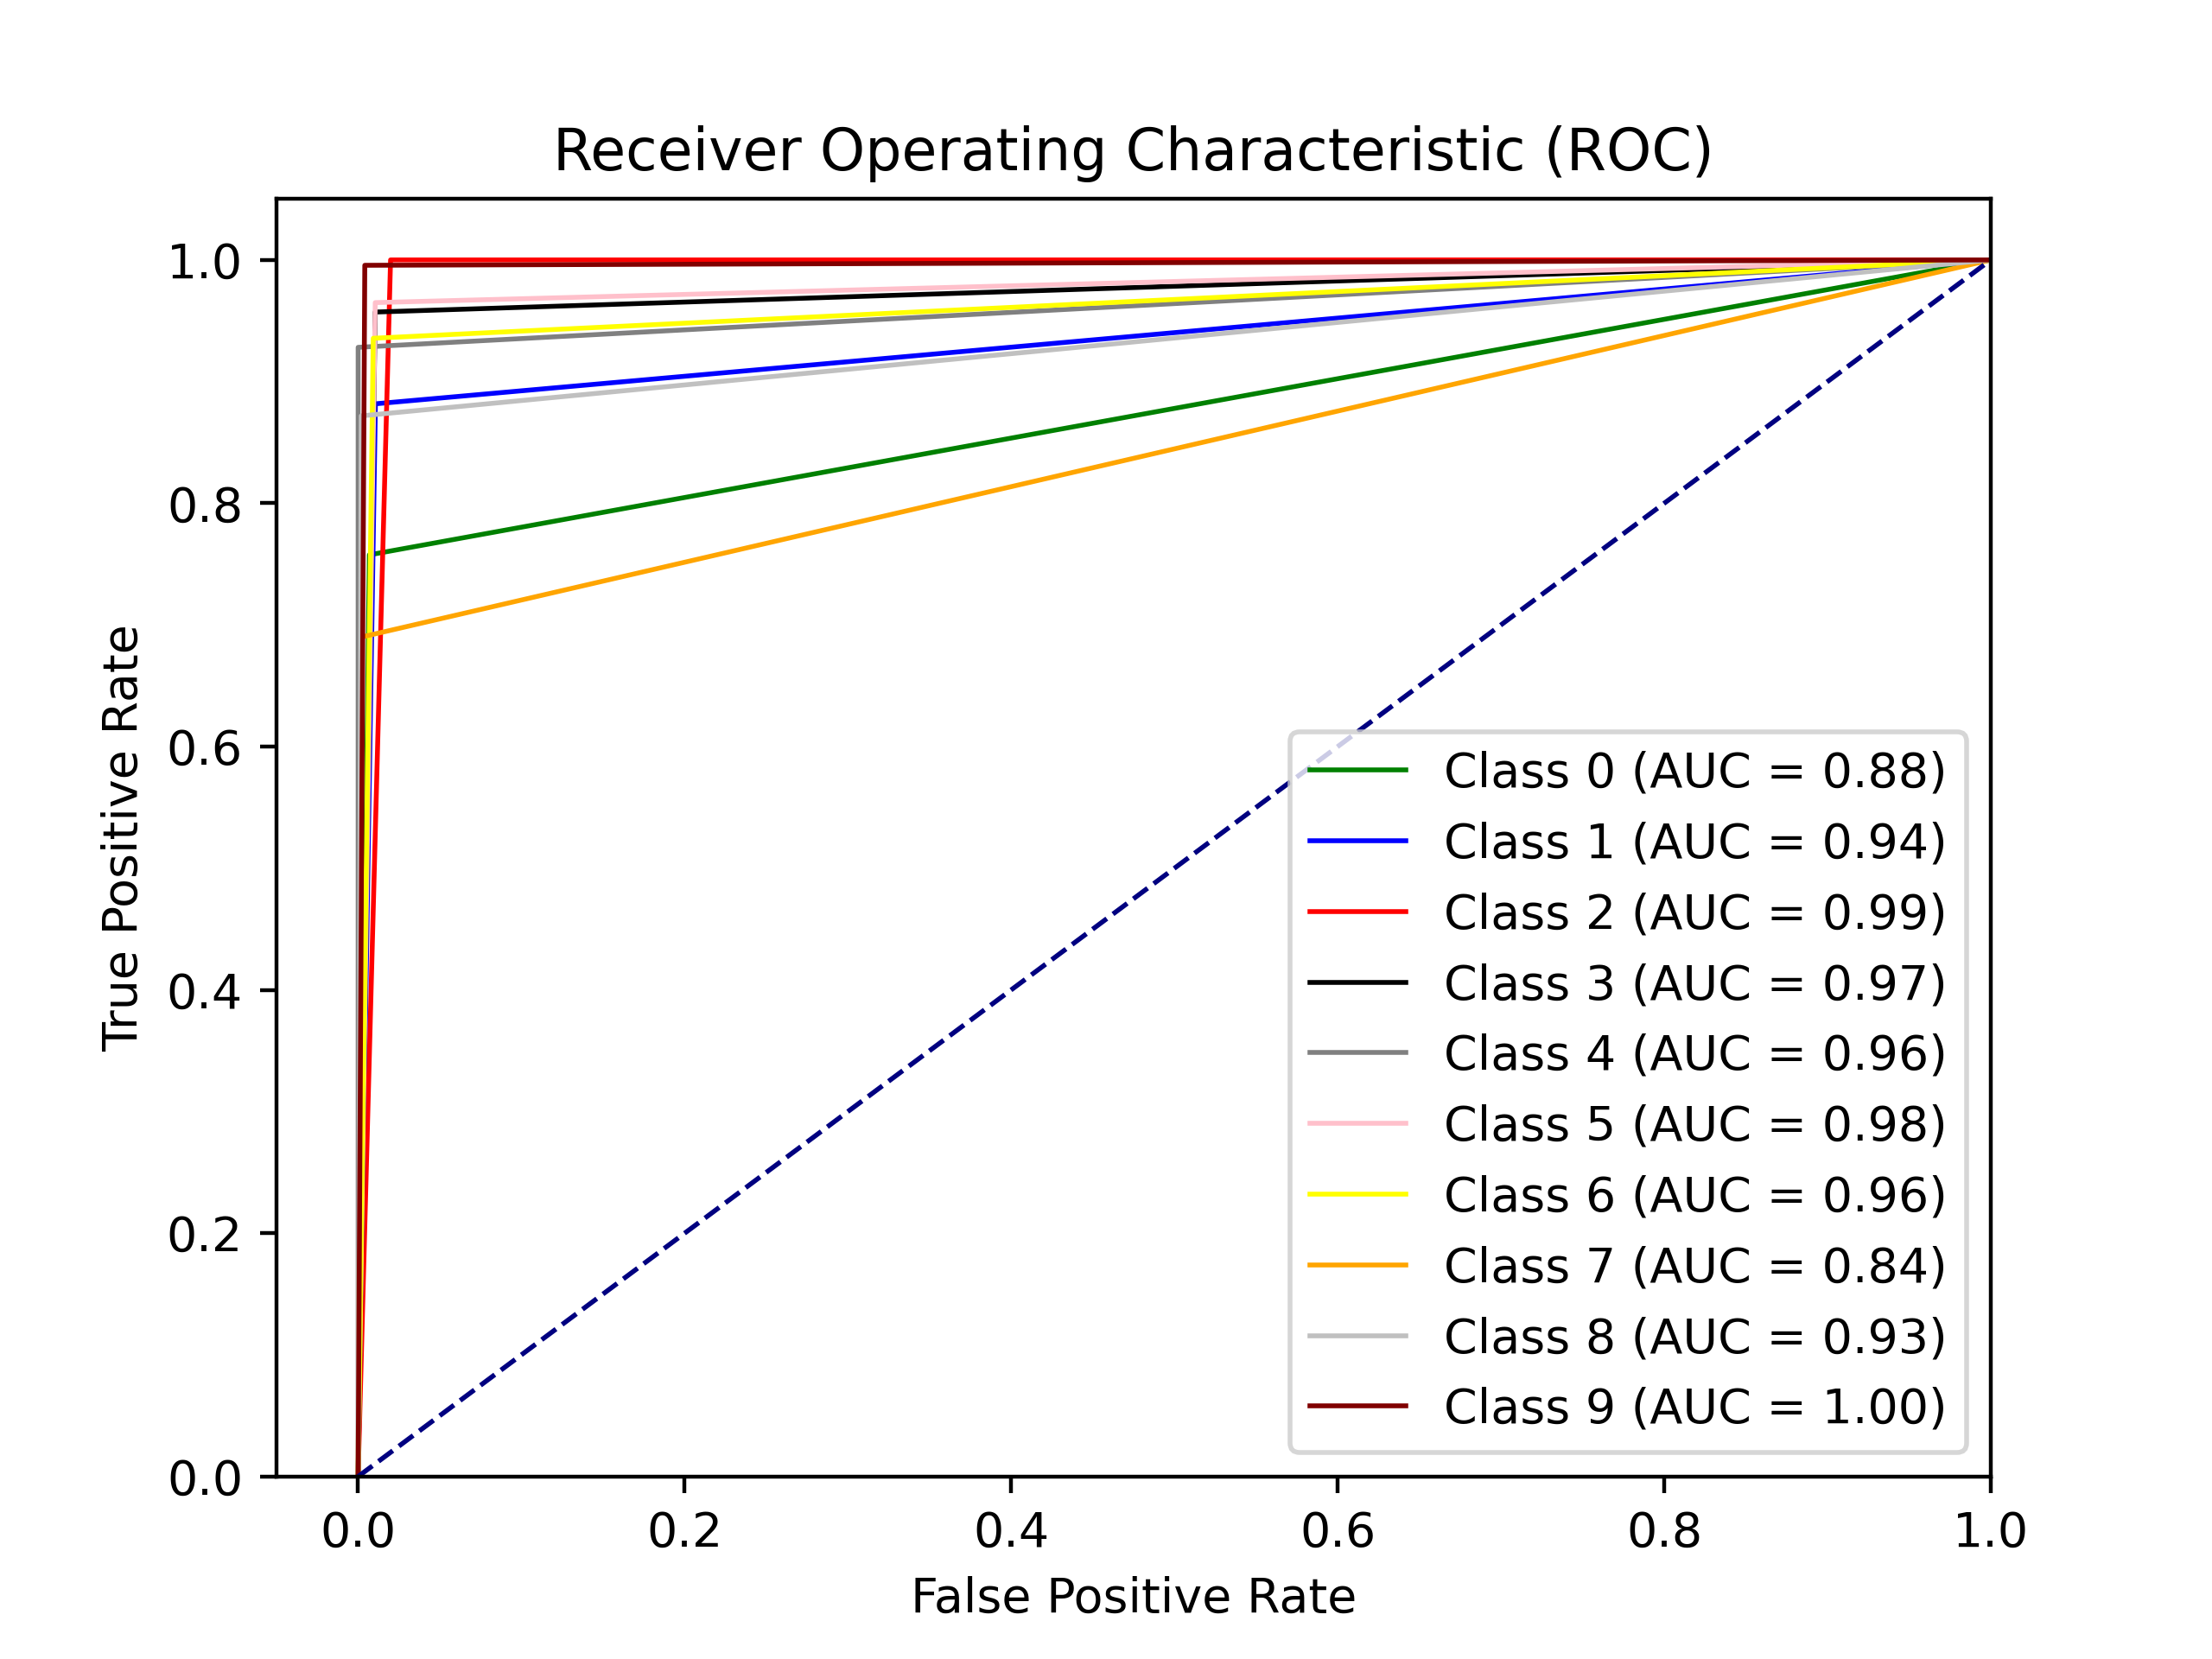 Receiver Operating Characteristic (ROC)
1.0
0.8
0.6
0.4
0.2
0.0
True Positive Rate
Class 0 (AUC = 0.88)
Class 1 (AUC = 0.94)
Class 2 (AUC = 0.99)
Class 3 (AUC = 0.97)
Class 4 (AUC = 0.96)
Class 5 (AUC = 0.98)
Class 6 (AUC = 0.96)
Class 7 (AUC = 0.84)
Class 8 (AUC = 0.93)
Class 9 (AUC = 1.00)
0.0 0.2 0.4 0.6 0.8 1.0
False Positive Rate